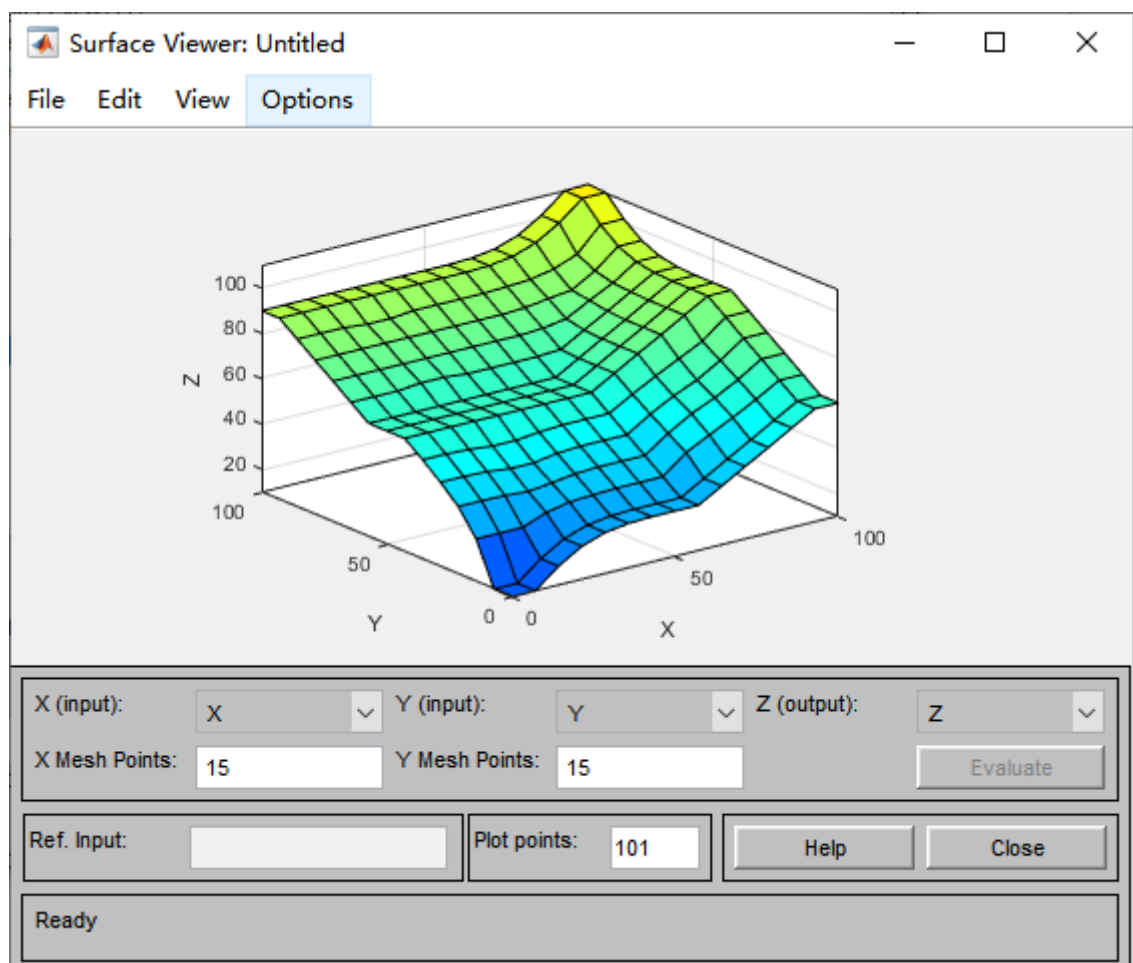 Surface Viewer: Untitled
File Edit View Options
100
80
60
40
20
Z
100
50
0
Y
0
50
100
X
X (input): X Y (input): Y Z (output): Z
X Mesh Points: 15 Y Mesh Points: 15 Evaluate
Ref. Input: Plot points: 101 Help Close
Ready